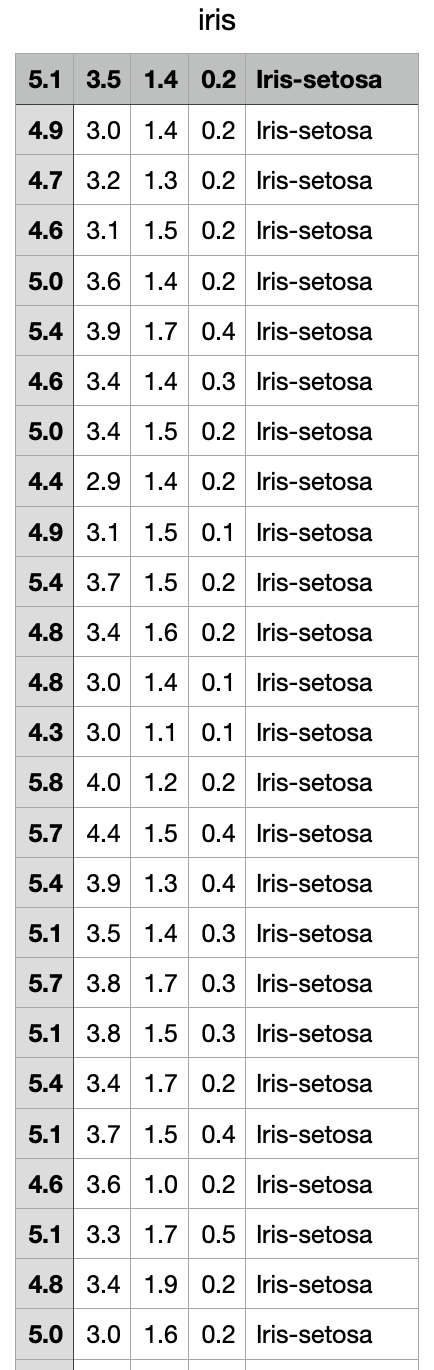 iris
5.1 3.5 1.4 0.2 Iris-setosa
4.9 3.0 1.4 0.2 Iris-setosa
4.7 3.2 1.3 0.2 Iris-setosa
4.6 3.1 1.5 0.2 Iris-setosa
5.0 3.6 1.4 0.2 Iris-setosa
5.4 3.9 1.7 0.4 Iris-setosa
4.6 3.4 1.4 0.3 Iris-setosa
5.0 3.4 1.5 0.2 Iris-setosa
4.4 2.9 1.4 0.2 Iris-setosa
4.9 3.1 1.5 0.1 Iris-setosa
5.4 3.7 1.5 0.2 Iris-setosa
4.8 3.4 1.6 0.2 Iris-setosa
4.8 3.0 1.4 0.1 Iris-setosa
4.3 3.0 1.1 0.1 Iris-setosa
5.8 4.0 1.2 0.2 Iris-setosa
5.7 4.4 1.5 0.4 Iris-setosa
5.4 3.9 1.3 0.4 Iris-setosa
5.1 3.5 1.4 0.3 Iris-setosa
5.7 3.8 1.7 0.3 Iris-setosa
5.1 3.8 1.5 0.3 Iris-setosa
5.4 3.4 1.7 0.2 Iris-setosa
5.1 3.7 1.5 0.4 Iris-setosa
4.6 3.6 1.0 0.2 Iris-setosa
5.1 3.3 1.7 0.5 Iris-setosa
4.8 3.4 1.9 0.2 Iris-setosa
5.0 3.0 1.6 0.2 Iris-setosa